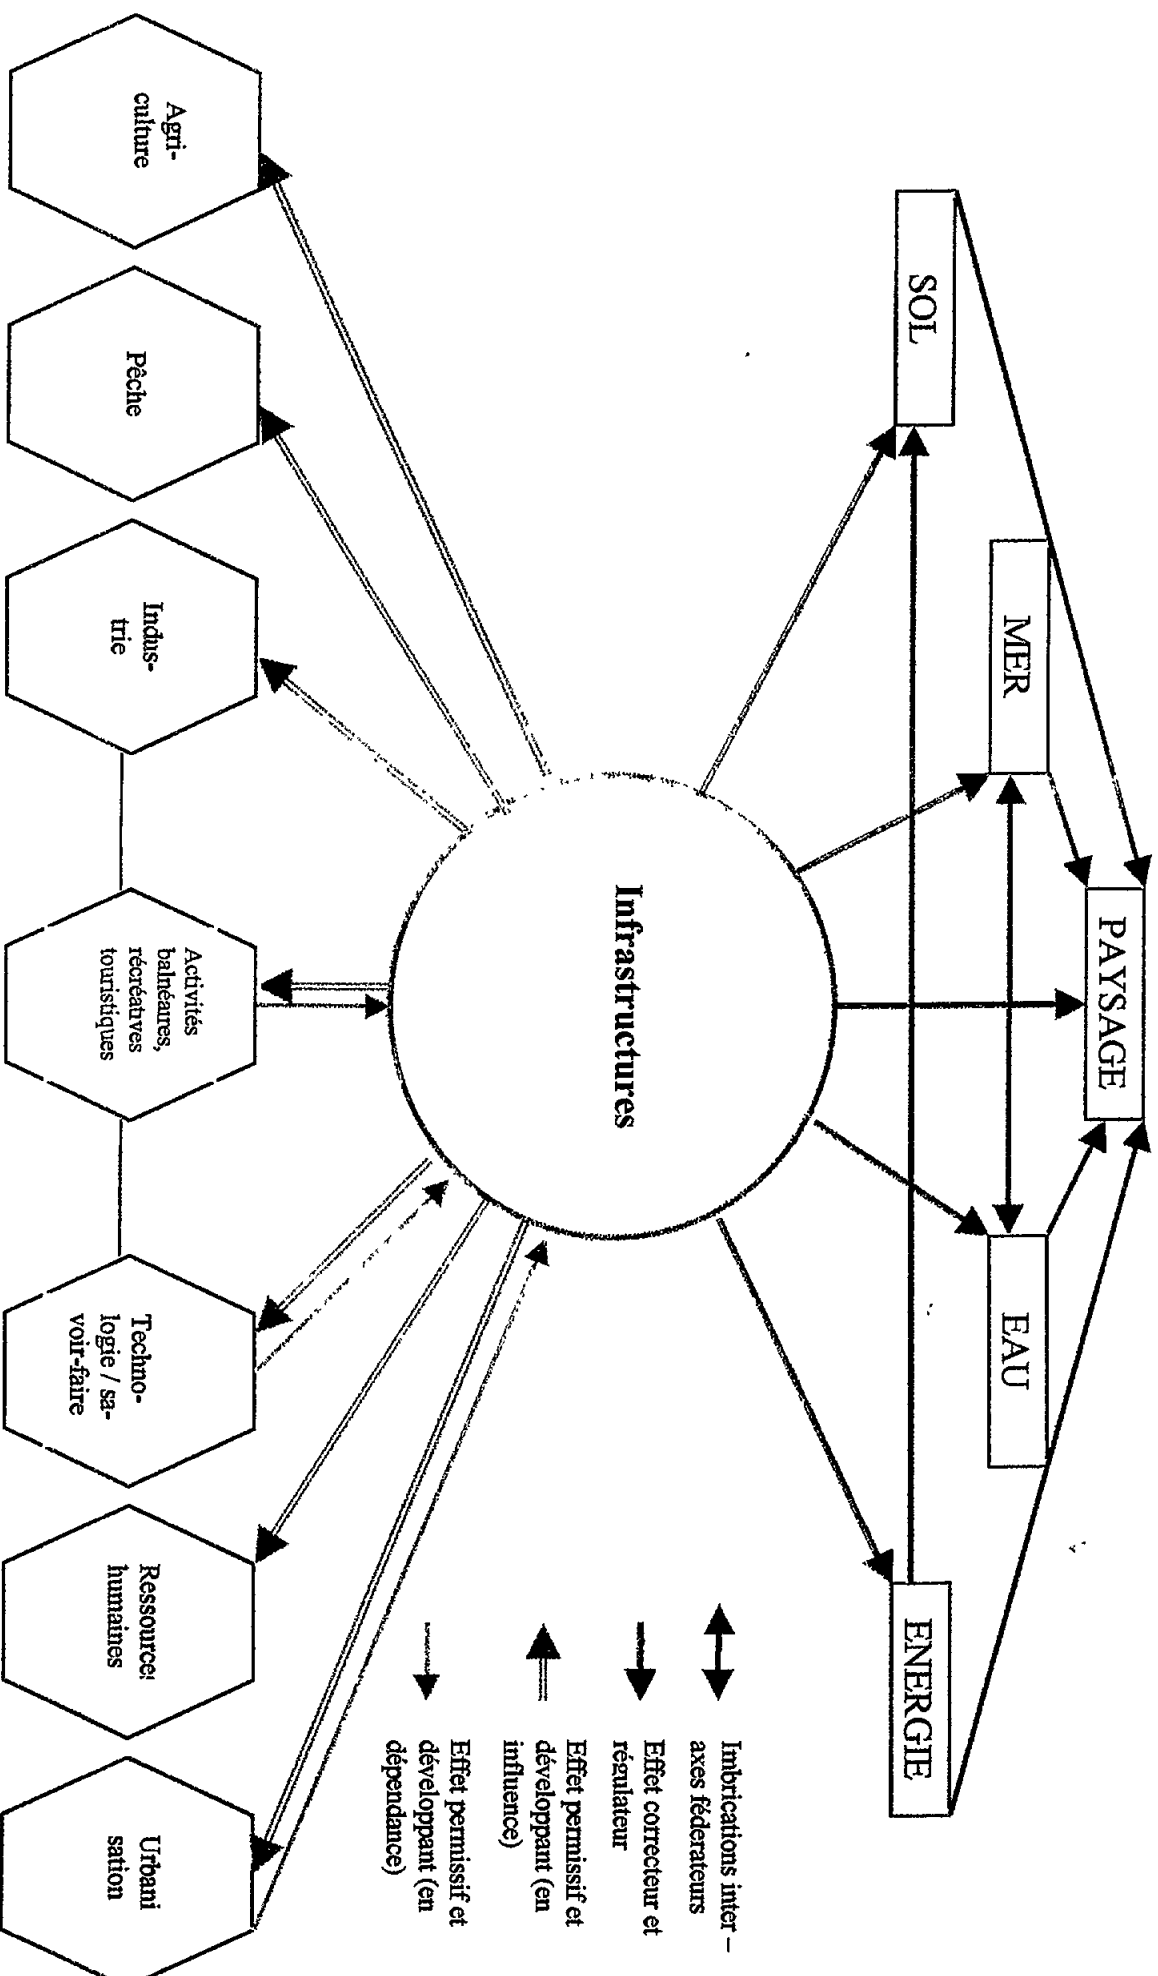 PAYSAGE
MER
EAU
SOL
ENERGIE
Infrastructures
Imbrications inter –
axes féderateurs
Effet correcteur et
régulateur
Effet permissif et
développant (en
influence)
Effet permissif et
développant (en
dépendance)
Agri-
culture
Pêche
Indus-
trie
Activités
balnéaires,
récréatives
touristiques
Techno-
logie / sa-
voir-faire
Ressources
humaines
Urbani
sation